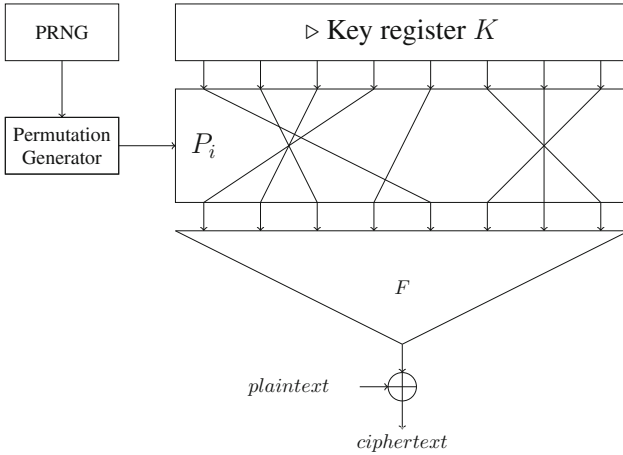 PRNG
▷ Key register K
Permutation
Generator
P_i
F
plaintext
ciphertext